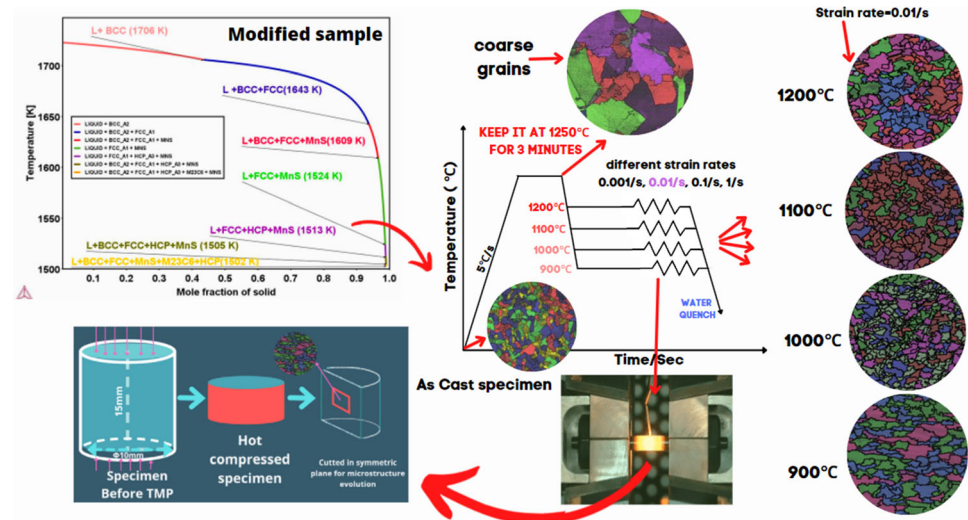 Modified sample
L+ BCC (1706 K)
L +BCC+FCC(1643 K)
L+BCC+FCC+MnS(1609 K)
L+FCC+MnS (1524 K)
L+FCC+HCP+MnS (1513 K)
L+BCC+FCC+HCP+MnS (1505 K)
L+BCC+FCC+MnS+M23C6+HCP(1502 K)
LIQUID + BCC_A2
LIQUID + BCC_A2 + FCC_A1
LIQUID + BCC_A2 + FCC_A1 + MNS
LIQUID + FCC_A1 + MNS
LIQUID + FCC_A1 + HCP_A3 + MNS
LIQUID + BCC_A2 + FCC_A1 + HCP_A3 + MNS
LIQUID + BCC_A2 + FCC_A1 + HCP_A3 + M23C6 + MNS
Temperature [K]
1700
1650
1600
1550
1500
0.1 0.2 0.3 0.4 0.5 0.6 0.7 0.8 0.9 1.0
Mole fraction of solid
coarse
grains
KEEP IT AT 1250℃
FOR 3 MINUTES
different strain rates
0.001/s, 0.01/s, 0.1/s, 1/s
1200℃
1100℃
1000℃
900℃
5℃/s
Temperature ( ℃)
WATER
QUENCH
Time/Sec
As Cast specimen
Strain rate=0.01/s
1200℃
1100℃
1000℃
900℃
15mm
Φ10mm
Specimen
Before TMP
Hot
compressed
specimen
Cutted in symmetric
plane for microstructure
evolution